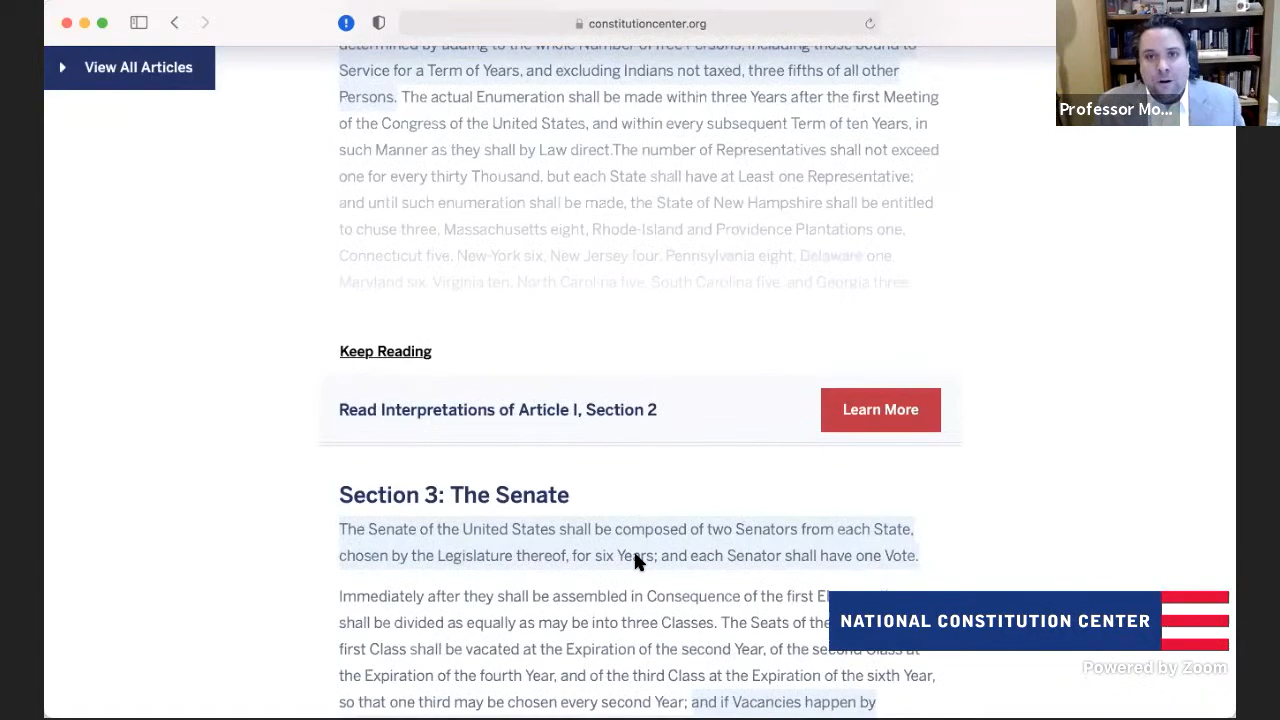 constitutioncenter.org
View All Articles
Professor Mo...
determined by adding to the whole Number of free Persons, including those bound to
Service for a Term of Years, and excluding Indians not taxed, three fifths of all other
Persons. The actual Enumeration shall be made within three Years after the first Meeting
of the Congress of the United States, and within every subsequent Term of ten Years, in
such Manner as they shall by Law direct.The number of Representatives shall not exceed
one for every thirty Thousand, but each State shall have at Least one Representative;
and until such enumeration shall be made, the State of New Hampshire shall be entitled
to chuse three, Massachusetts eight, Rhode-Island and Providence Plantations one,
Connecticut five, New-York six, New Jersey four, Pennsylvania eight, Delaware one,
Maryland six, Virginia ten, North Carolina five, South Carolina five, and Georgia three
Keep Reading
Read Interpretations of Article I, Section 2
Learn More
Section 3: The Senate
The Senate of the United States shall be composed of two Senators from each State,
chosen by the Legislature thereof, for six Years; and each Senator shall have one Vote.
Immediately after they shall be assembled in Consequence of the first
shall be divided as equally as may be into three Classes. The Seats of the
first Class shall be vacated at the Expiration of the second Year, of the second Class at
the Expiration of the fourth Year, and of the third Class at the Expiration of the sixth Year,
so that one third may be chosen every second Year; and if Vacancies happen by
NATIONAL CONSTITUTION CENTER
Powered by Zoom